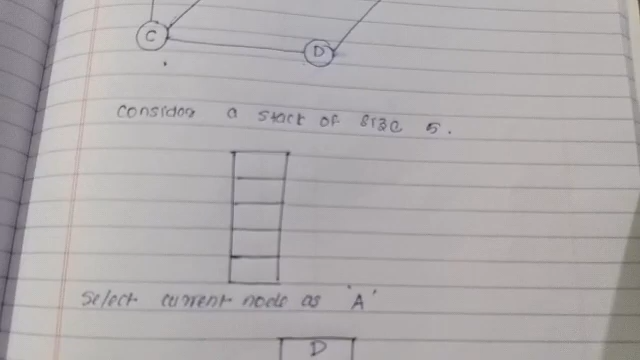 C
D
consider a stack of size 5.
select current node as 'A'
D